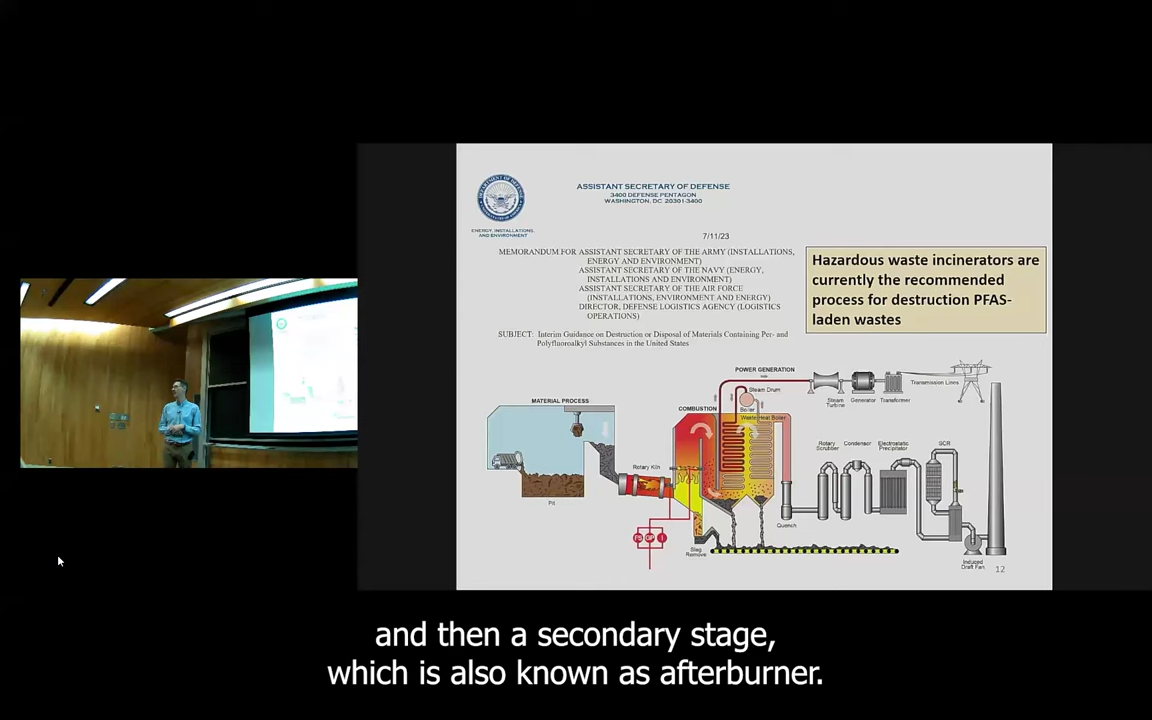 ASSISTANT SECRETARY OF DEFENSE
3400 DEFENSE PENTAGON
WASHINGTON, DC 20301-3400
ENERGY, INSTALLATIONS,
AND ENVIRONMENT
7/11/23
MEMORANDUM FOR ASSISTANT SECRETARY OF THE ARMY (INSTALLATIONS,
ENERGY AND ENVIRONMENT)
ASSISTANT SECRETARY OF THE NAVY (ENERGY,
INSTALLATIONS AND ENVIRONMENT)
ASSISTANT SECRETARY OF THE AIR FORCE
(INSTALLATIONS, ENVIRONMENT AND ENERGY)
DIRECTOR, DEFENSE LOGISTICS AGENCY (LOGISTICS
OPERATIONS)
SUBJECT: Interim Guidance on Destruction or Disposal of Materials Containing Per- and
Polyfluoroalkyl Substances in the United States
Hazardous waste incinerators are
currently the recommended
process for destruction PFAS-
laden wastes
POWER GENERATION
Steam Drum
Transmission Lines
Steam
Turbine
Generator
Transformer
MATERIAL PROCESS
COMBUSTION
Boiler
Waste Heat Boiler
Rotary
Scrubber
Condensor
Electrostatic
Precipitator
SCR
Rotary Kiln
Pit
Quench
Slag
Remove
Induced
Draft Fan
12
and then a secondary stage,
which is also known as afterburner.